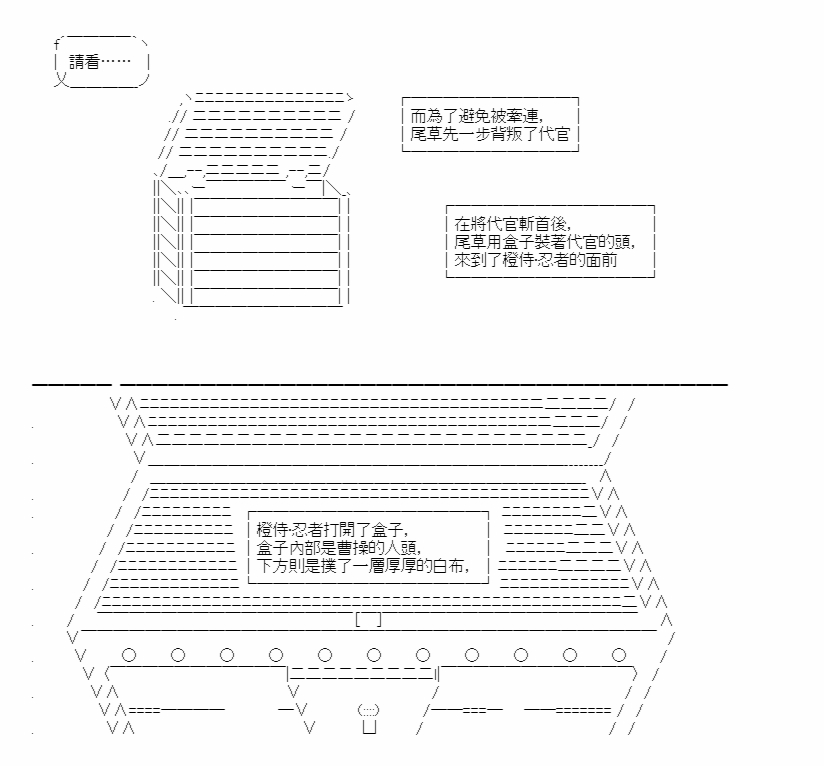 請看……
而為了避免被牽連，
尾草先一步背叛了代官
在將代官斬首後，
尾草用盒子裝著代官的頭，
來到了橙侍‧忍者的面前
橙侍‧忍者打開了盒子，
盒子內部是曹操的人頭，
下方則是撲了一層厚厚的白布，